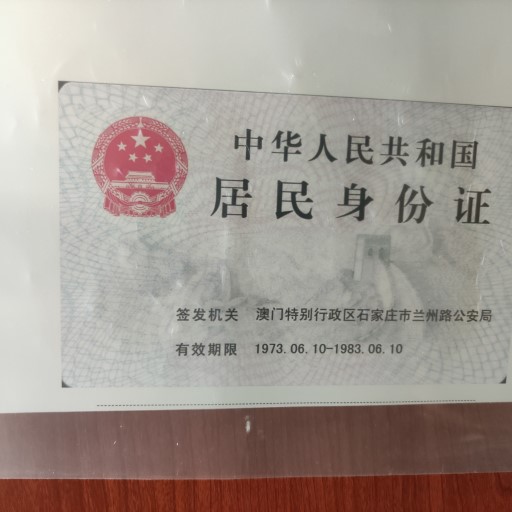 中华人民共和国
居民身份证
签发机关 澳门特别行政区石家庄市兰州路公安局
有效期限 1973.06.10-1983.06.10